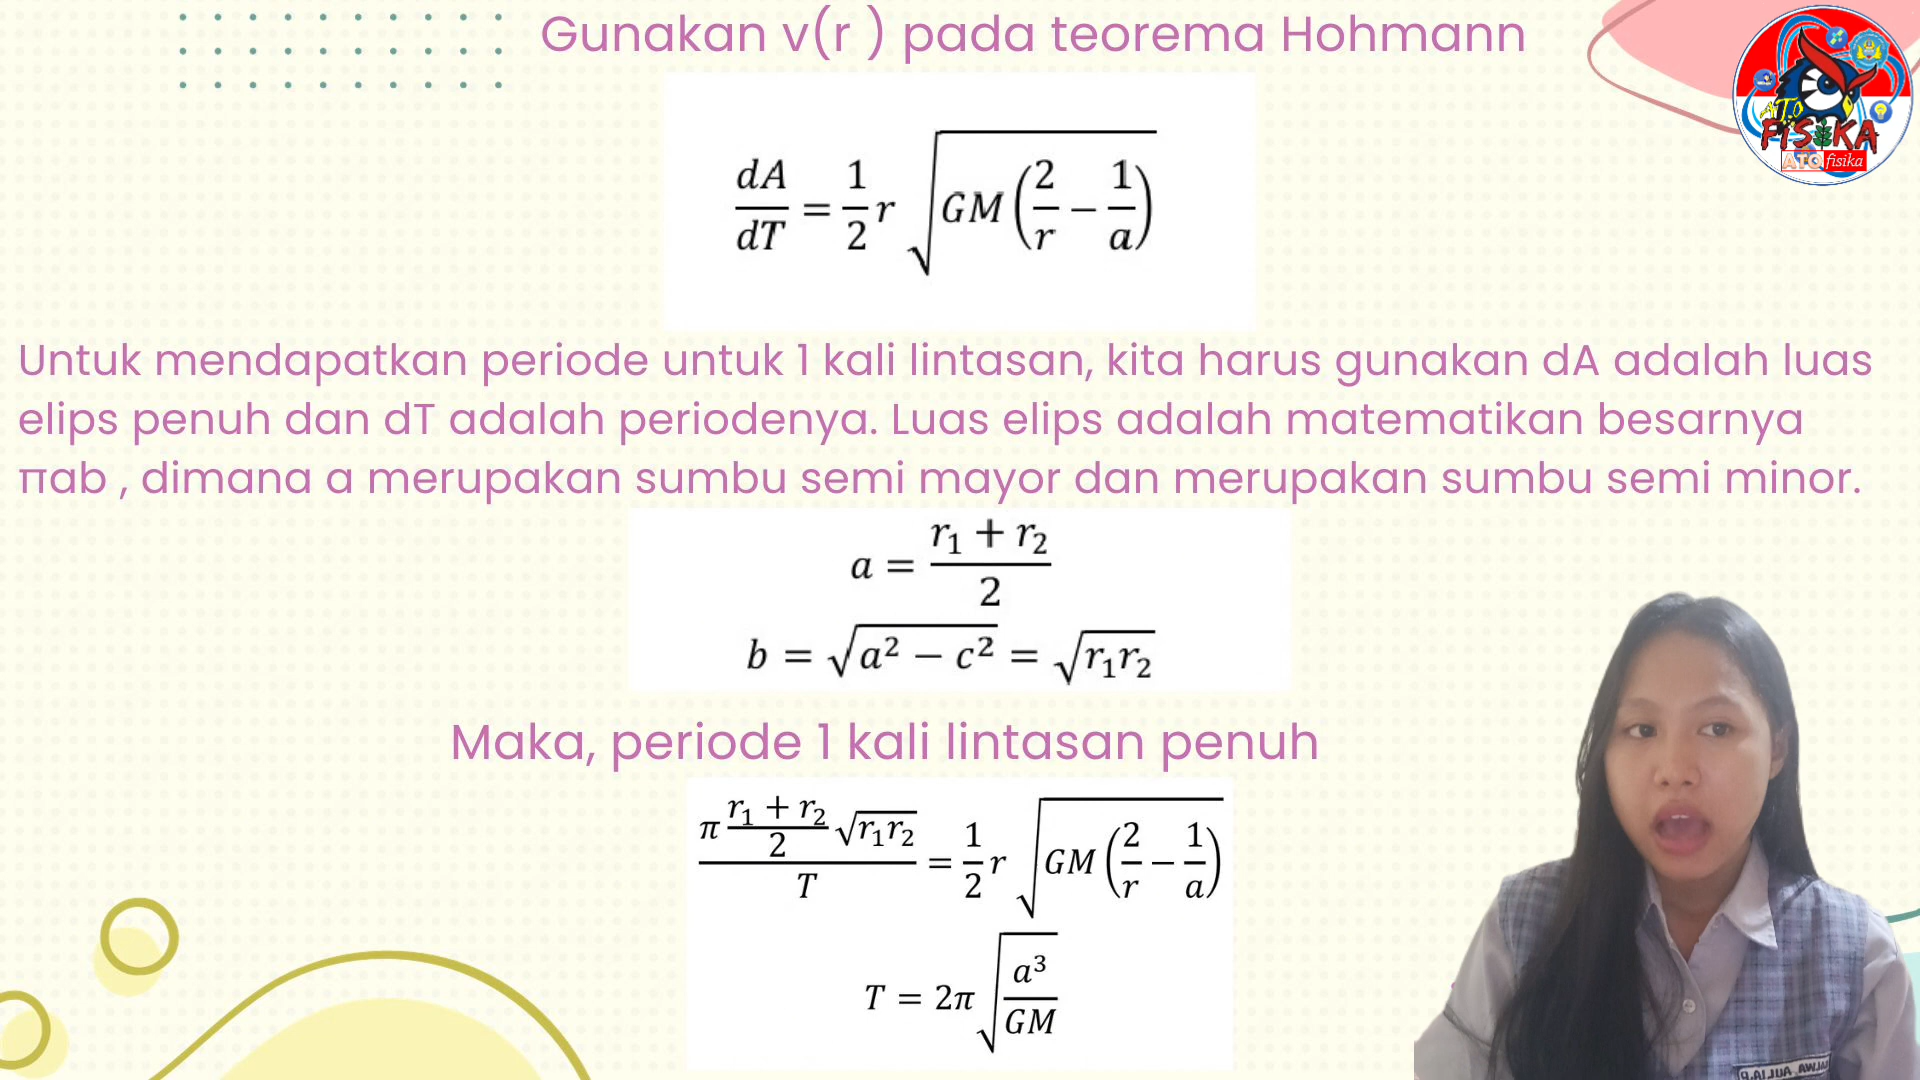 Gunakan v(r ) pada teorema Hohmann
dA/dT = 1/2 r √(GM (2/r − 1/a))
Untuk mendapatkan periode untuk 1 kali lintasan, kita harus gunakan dA adalah luas
elips penuh dan dT adalah periodenya. Luas elips adalah matematikan besarnya
πab , dimana a merupakan sumbu semi mayor dan merupakan sumbu semi minor.
a = (r₁ + r₂)/2
b = √(a² − c²) = √(r₁r₂)
Maka, periode 1 kali lintasan penuh
(π (r₁ + r₂)/2 √(r₁r₂))/T = 1/2 r √(GM (2/r − 1/a))
T = 2π √(a³/GM)
ATO
FISIKA
ATO fisika